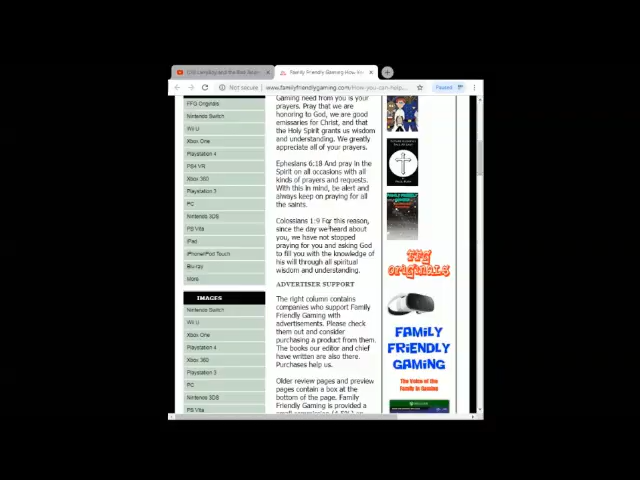 Family Friendly Gaming How
Not secure | www.familyfriendlygaming.com/How-you-can-help...
Paused
FFG Originals
Nintendo Switch
Wii U
Xbox One
Playstation 4
PS4 VR
Xbox 360
Playstation 3
PC
Nintendo 3DS
PS Vita
iPad
iPhone/iPod Touch
Blu-ray
More
IMAGES
Nintendo Switch
Wii U
Xbox One
Playstation 4
Xbox 360
Playstation 3
PC
Nintendo 3DS
PS Vita
Gaming need from you is your
prayers. Pray that we are
honoring to God, we are good
emissaries for Christ, and that
the Holy Spirit grants us wisdom
and understanding. We greatly
appreciate all of your prayers.
Ephesians 6:18 And pray in the
Spirit on all occasions with all
kinds of prayers and requests.
With this in mind, be alert and
always keep on praying for all
the saints.
Colossians 1:9 For this reason,
since the day we heard about
you, we have not stopped
praying for you and asking God
to fill you with the knowledge of
his will through all spiritual
wisdom and understanding.
ADVERTISER SUPPORT
The right column contains
companies who support Family
Friendly Gaming with
advertisements. Please check
them out and consider
purchasing a product from them.
The books our editor and chief
have written are also there.
Purchases help us.
Older review pages and preview
pages contain a box at the
bottom of the page. Family
Friendly Gaming is provided a
FFG
ORIGINALS
FAMILY
FRIENDLY
GAMING
The Voice of the
Family in Gaming